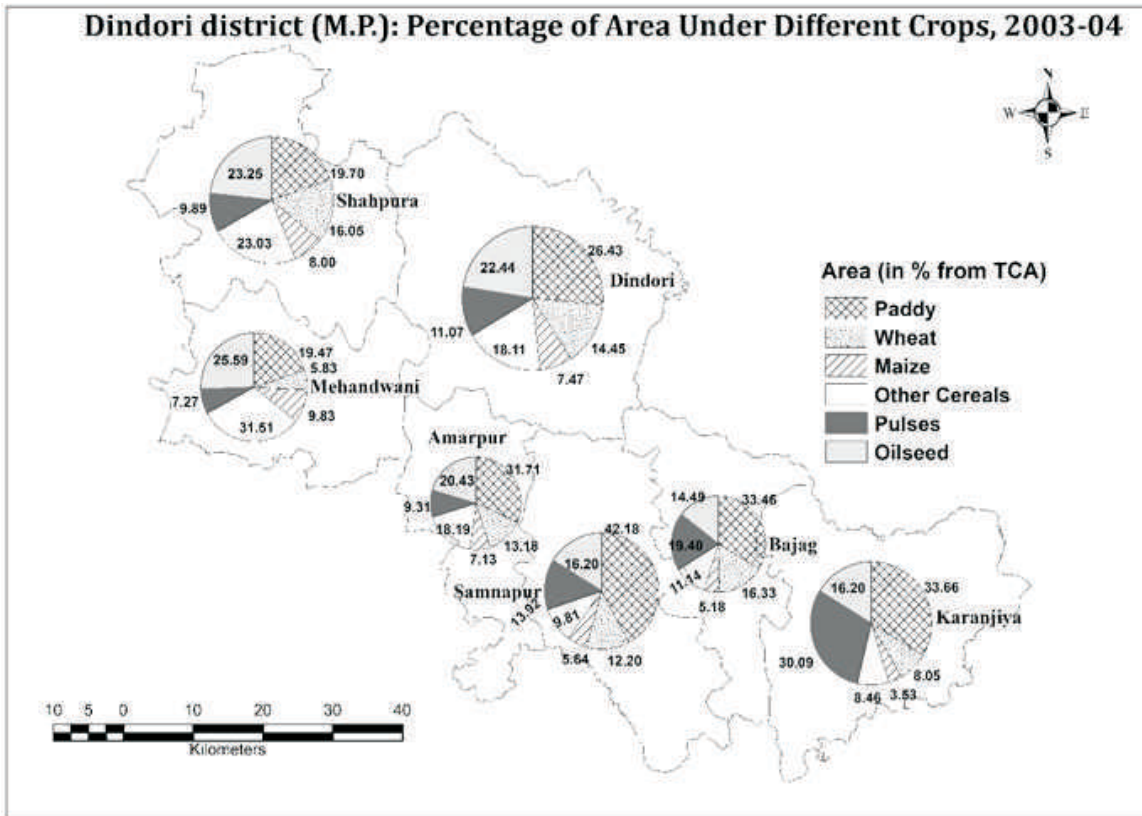 Dindori district (M.P.): Percentage of Area Under Different Crops, 2003-04
N
W
E
S
23.25
19.70
9.89
Shahpura
16.05
23.03
8.00
26.43
22.44
Dindori
11.07
18.11
14.45
7.47
Area (in % from TCA)
Paddy
Wheat
Maize
Other Cereals
Pulses
Oilseed
25.59
19.47
5.83
Mehandwani
7.27
9.83
31.51
Amarpur
31.71
20.43
9.31
18.19
13.18
7.13
42.18
16.20
Samnapur
13.92
9.81
5.64
12.20
14.49
33.46
Bajag
19.40
11.14
16.33
5.18
16.20
33.66
Karanjiya
30.09
8.05
3.53
8.46
10 5 0 10 20 30 40
Kilometers